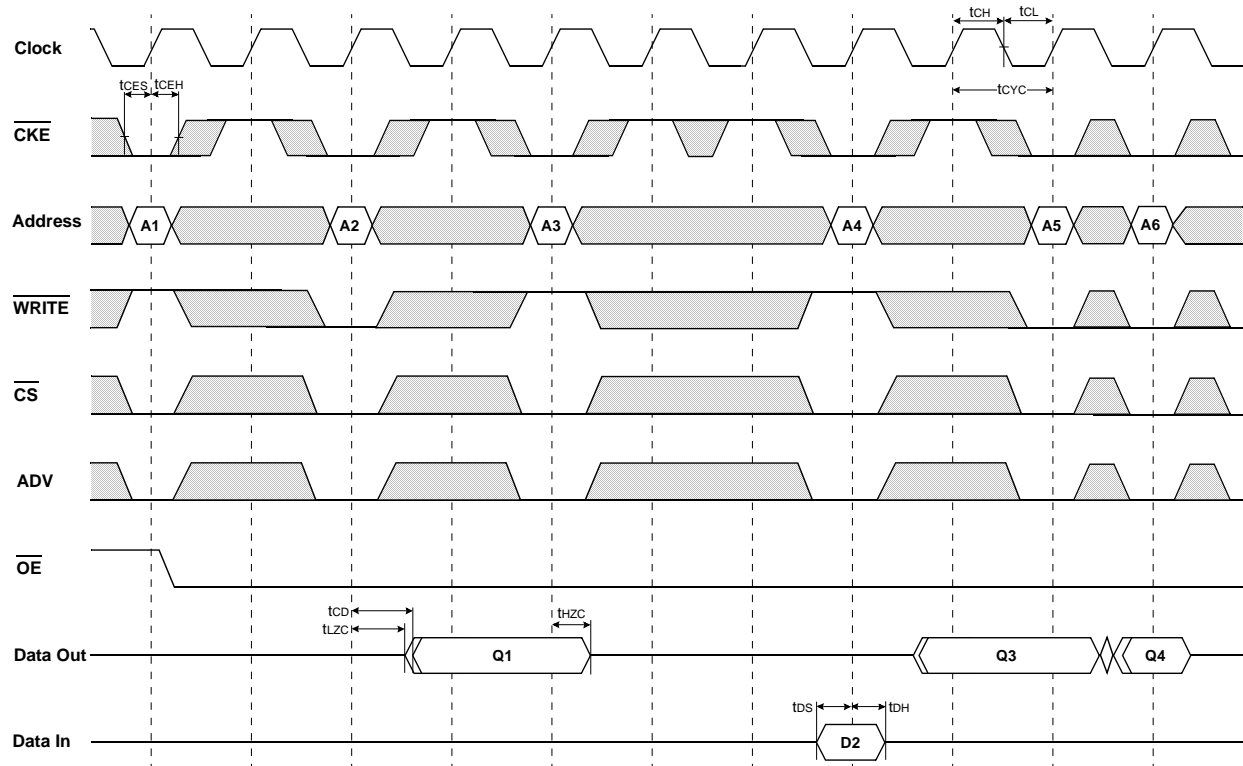 tCH tCL
Clock
tCES tCEH
tCYC
CKE
Address A1 A2 A3 A4 A5 A6
WRITE
CS
ADV
OE
tCD tHZC
tLZC
Data Out Q1 Q3 Q4
tDS tDH
Data In D2